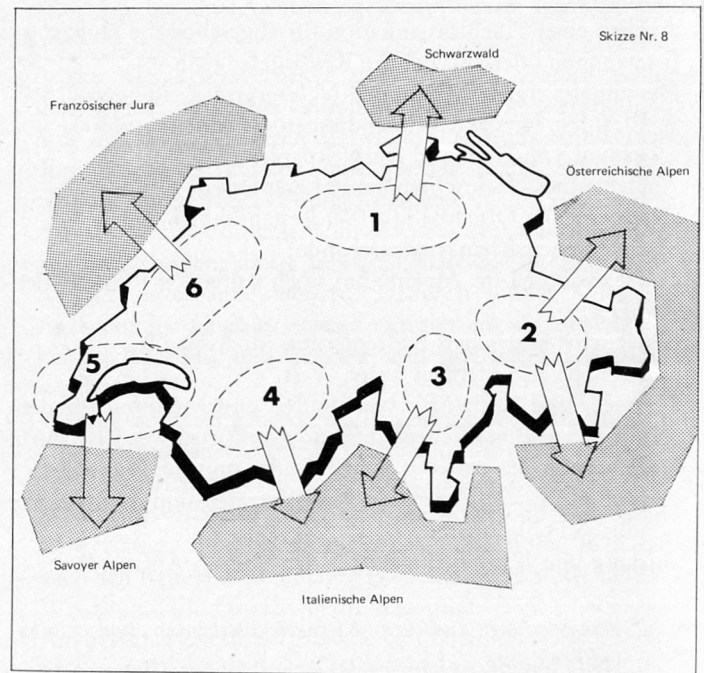 Skizze Nr. 8
Schwarzwald
Französischer Jura
Österreichische Alpen
1
6
2
5
3
4
Savoyer Alpen
Italienische Alpen